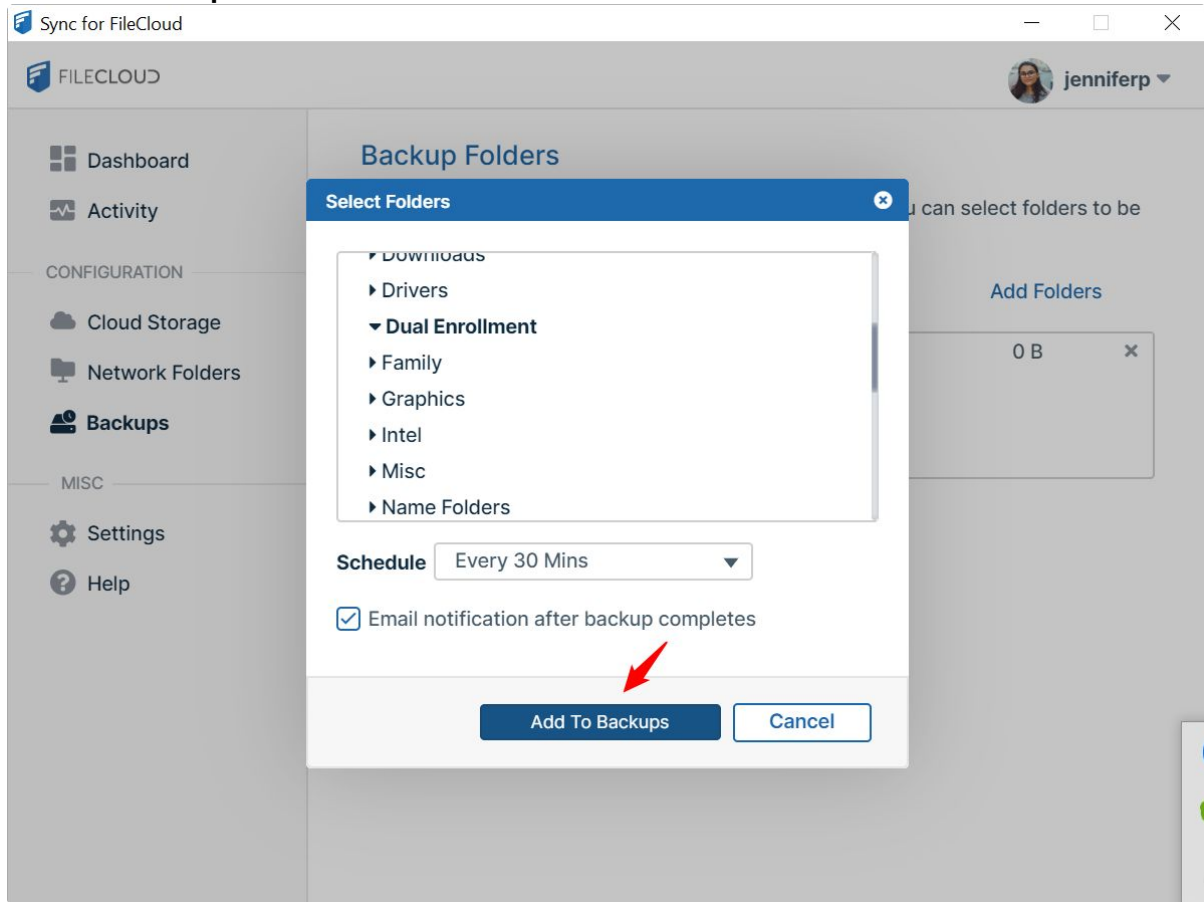 Sync for FileCloud
FILECLOUD
jenniferp
Dashboard
Activity
CONFIGURATION
Cloud Storage
Network Folders
Backups
MISC
Settings
Help
Backup Folders
can select folders to be
Add Folders
0 B
Select Folders
Downloads
Drivers
Dual Enrollment
Family
Graphics
Intel
Misc
Name Folders
Schedule Every 30 Mins
Email notification after backup completes
Add To Backups Cancel